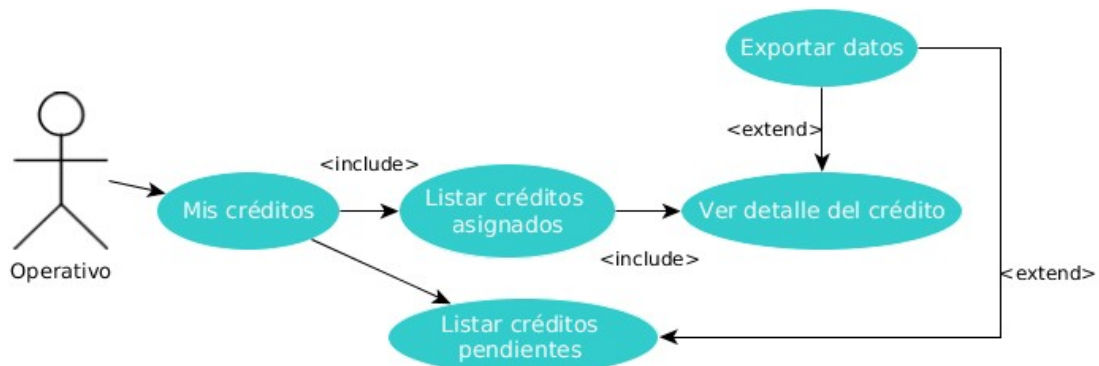 Exportar datos
<extend>
<include>
Mis créditos
Listar créditos
asignados
Ver detalle del crédito
<include>
Operativo
<extend>
Listar créditos
pendientes